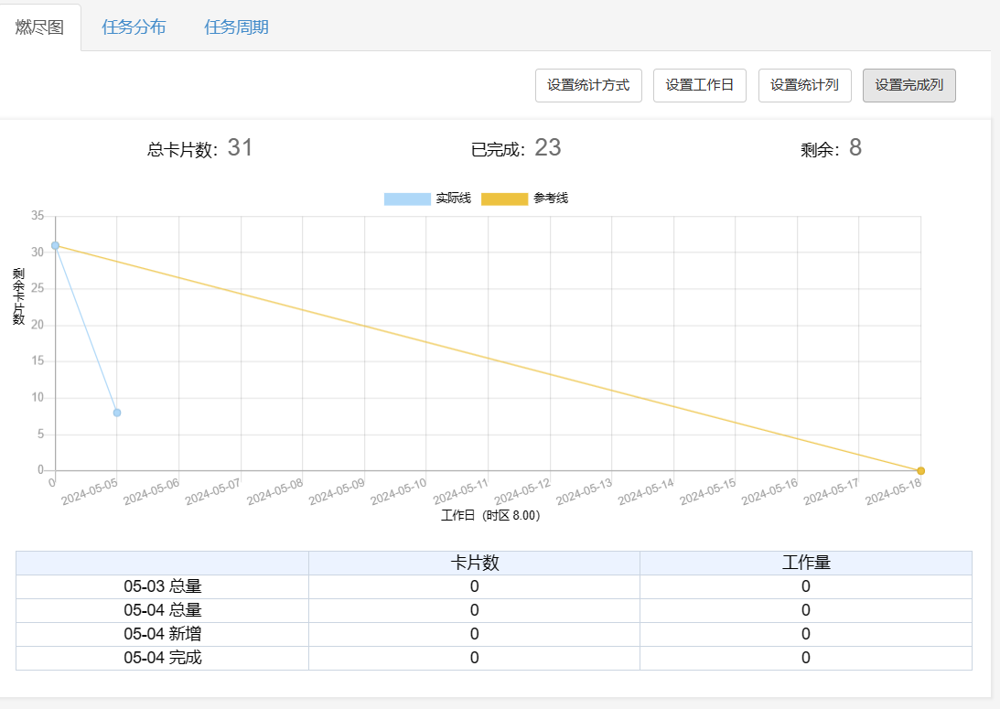 燃尽图 任务分布 任务周期
设置统计方式 设置工作日 设置统计列 设置完成列
总卡片数：31 已完成：23 剩余：8
实际线 参考线
剩余卡片数
35
30
25
20
15
10
5
0
0 2024-05-05 2024-05-06 2024-05-07 2024-05-08 2024-05-09 2024-05-10 2024-05-11 2024-05-12 2024-05-13 2024-05-14 2024-05-15 2024-05-16 2024-05-17 2024-05-18
工作日（时区 8.00）
卡片数 工作量
05-03 总量 0 0
05-04 总量 0 0
05-04 新增 0 0
05-04 完成 0 0